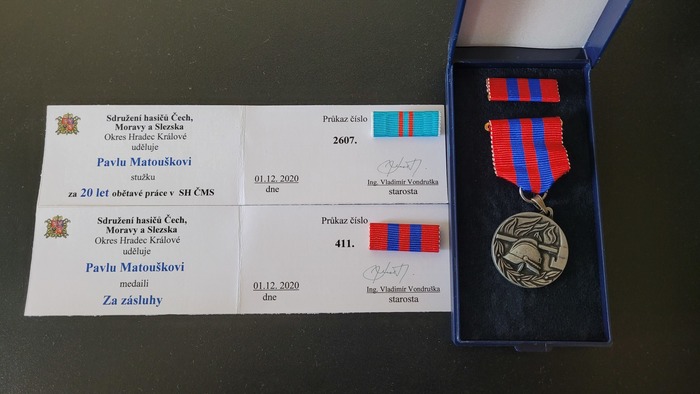 Sdružení hasičů Čech,
Moravy a Slezska
Okres Hradec Králové
uděluje
Pavlu Matouškovi
stužku
za 20 let obětavé práce v SH ČMS
Průkaz číslo
2607.
01.12. 2020
dne
Ing. Vladimír Vondruška
starosta
Sdružení hasičů Čech,
Moravy a Slezska
Okres Hradec Králové
uděluje
Pavlu Matouškovi
medaili
Za zásluhy
Průkaz číslo
411.
01.12. 2020
dne
Ing. Vladimír Vondruška
starosta